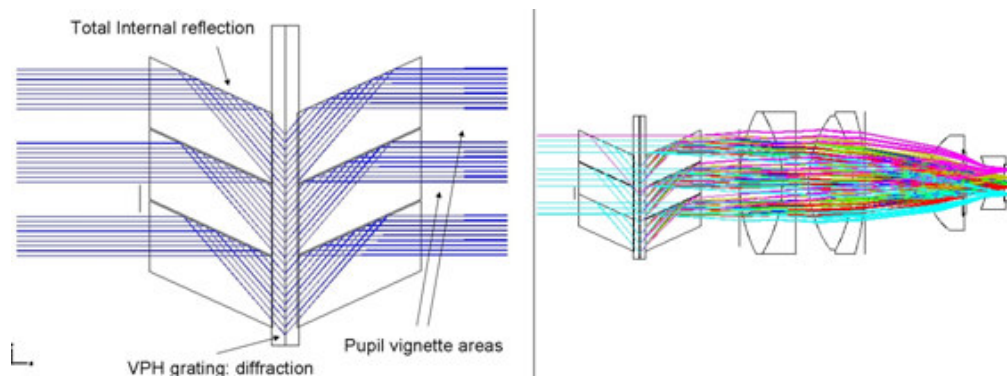 Total Internal reflection
Pupil vignette areas
VPH grating: diffraction